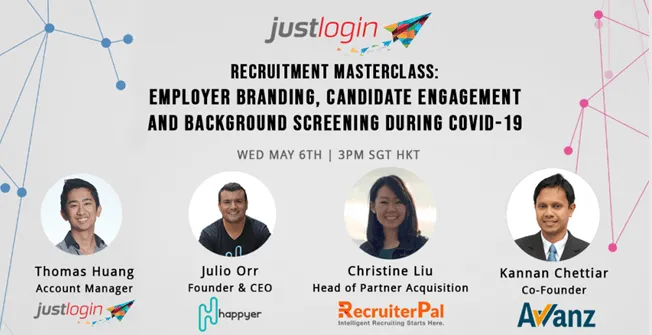 justlogin
RECRUITMENT MASTERCLASS:
EMPLOYER BRANDING, CANDIDATE ENGAGEMENT
AND BACKGROUND SCREENING DURING COVID-19
WED MAY 6TH | 3PM SGT HKT
Thomas Huang
Account Manager
justlogin
Julio Orr
Founder & CEO
happyer
Christine Liu
Head of Partner Acquisition
RecruiterPal
Intelligent Recruiting Starts Here.
Kannan Chettiar
Co-Founder
Avvanz